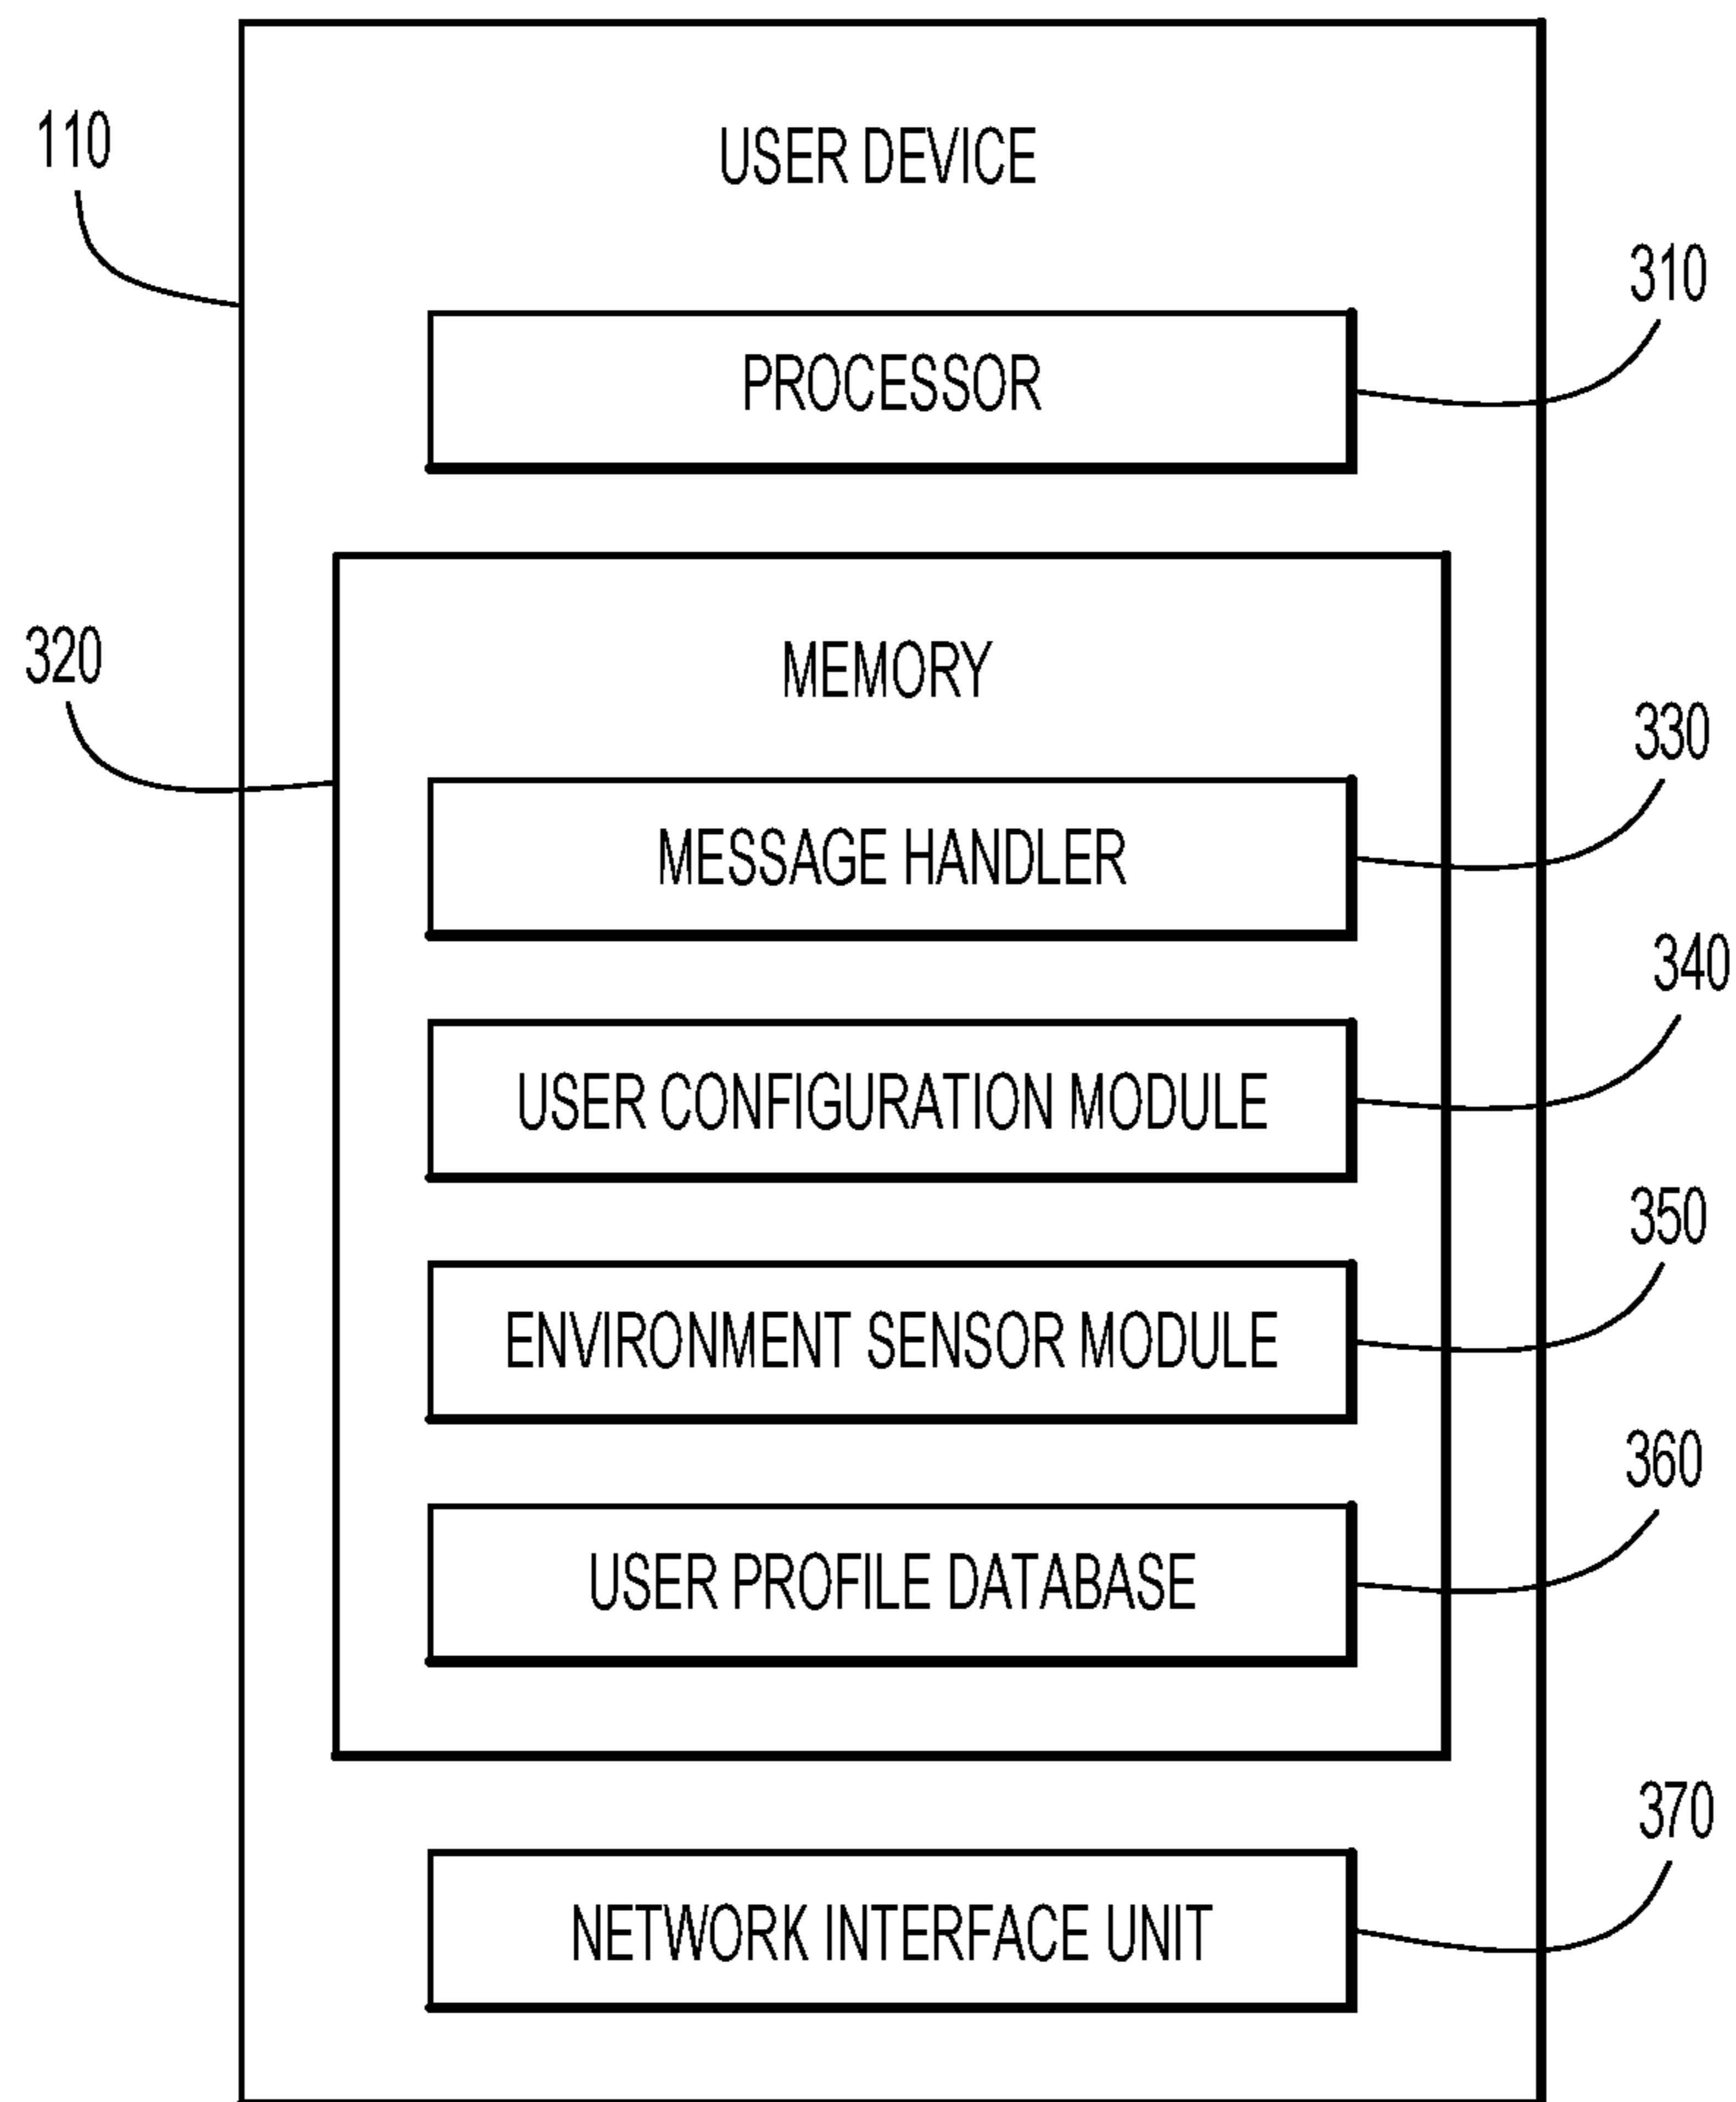 110
USER DEVICE
310
PROCESSOR
320
MEMORY
330
MESSAGE HANDLER
340
USER CONFIGURATION MODULE
350
ENVIRONMENT SENSOR MODULE
360
USER PROFILE DATABASE
370
NETWORK INTERFACE UNIT